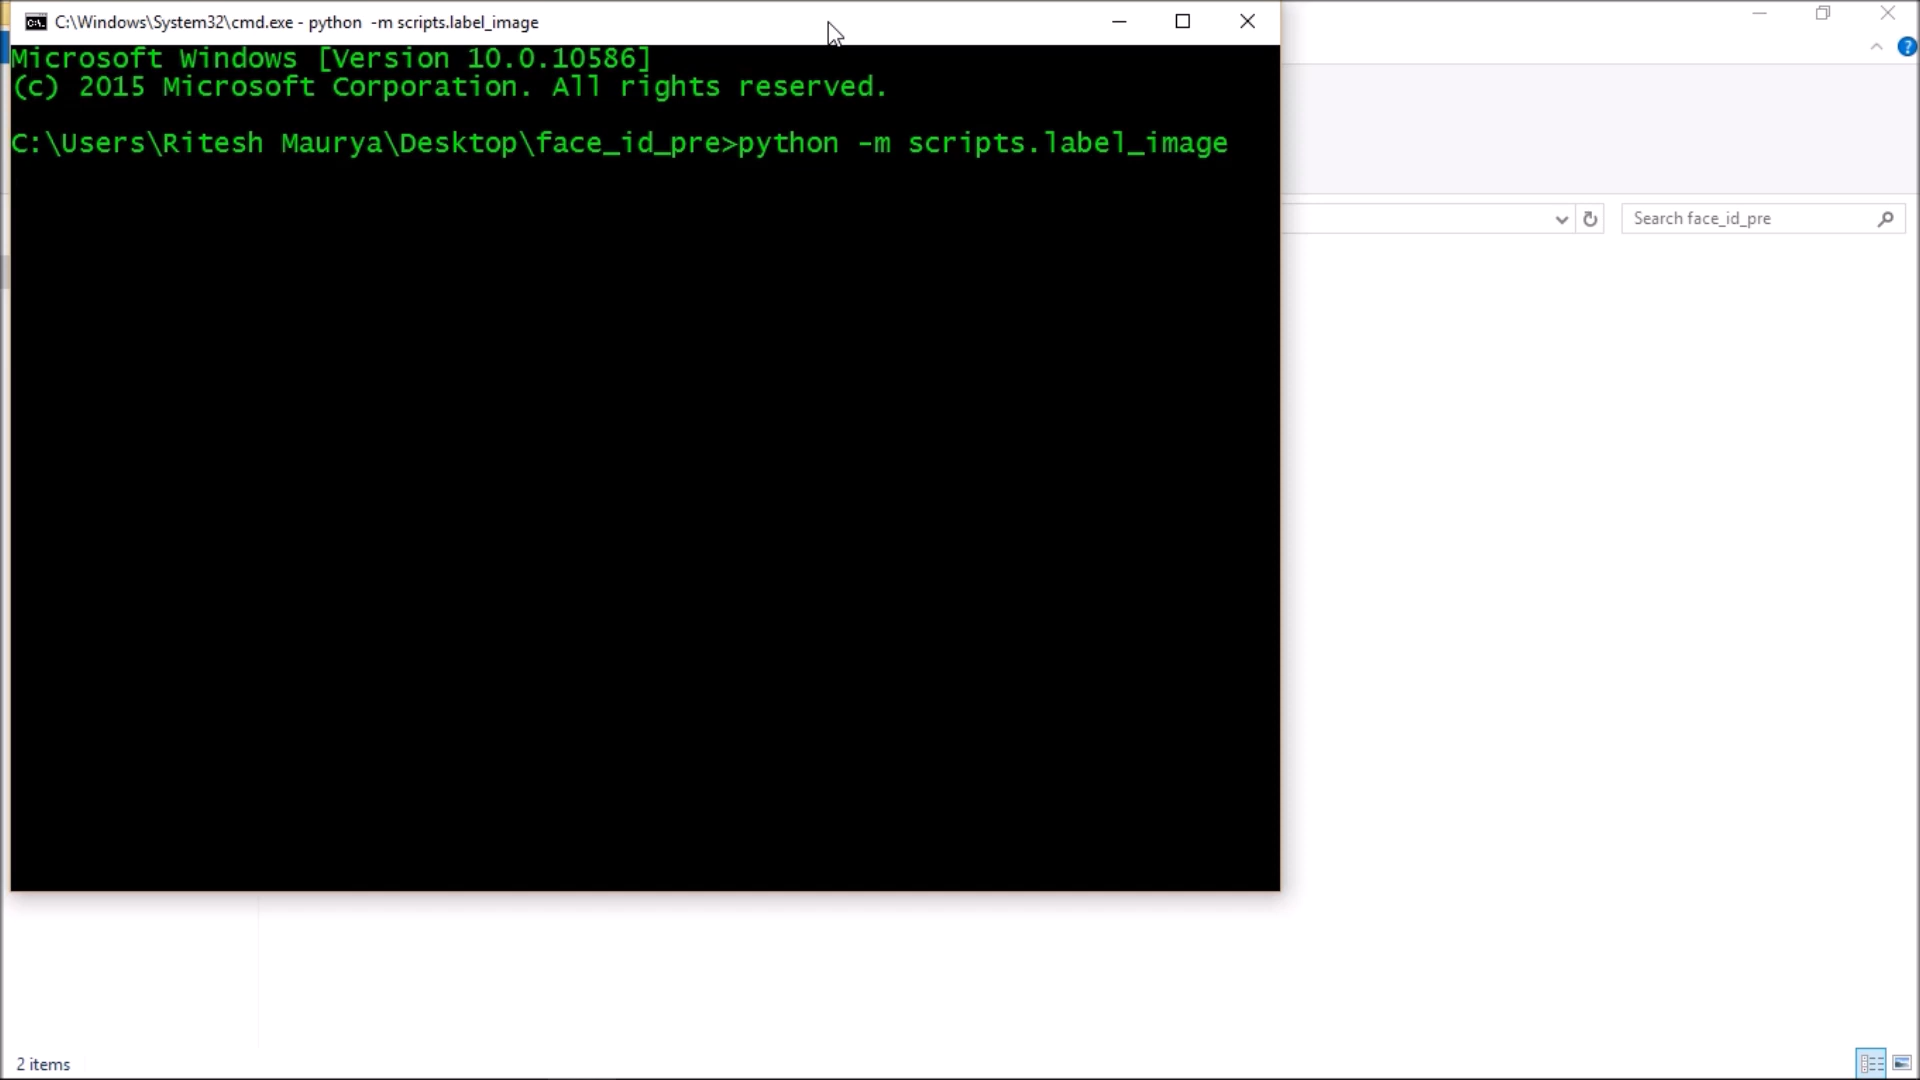 C:\Windows\System32\cmd.exe - python  -m scripts.label_image
Microsoft Windows [Version 10.0.10586]
(c) 2015 Microsoft Corporation. All rights reserved.
C:\Users\Ritesh Maurya\Desktop\face_id_pre>python -m scripts.label_image
Search face_id_pre
2 items